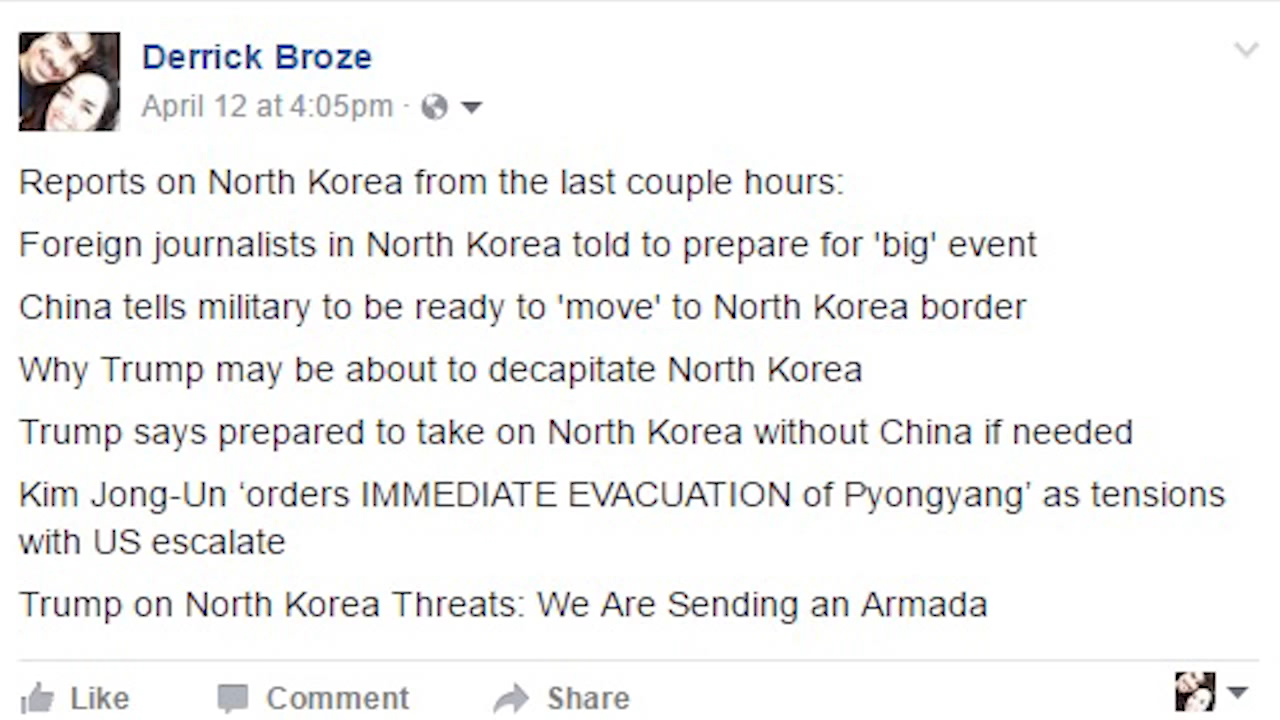 Derrick Broze
April 12 at 4:05pm ·
Reports on North Korea from the last couple hours:
Foreign journalists in North Korea told to prepare for 'big' event
China tells military to be ready to 'move' to North Korea border
Why Trump may be about to decapitate North Korea
Trump says prepared to take on North Korea without China if needed
Kim Jong-Un ‘orders IMMEDIATE EVACUATION of Pyongyang’ as tensions
with US escalate
Trump on North Korea Threats: We Are Sending an Armada
Like Comment Share